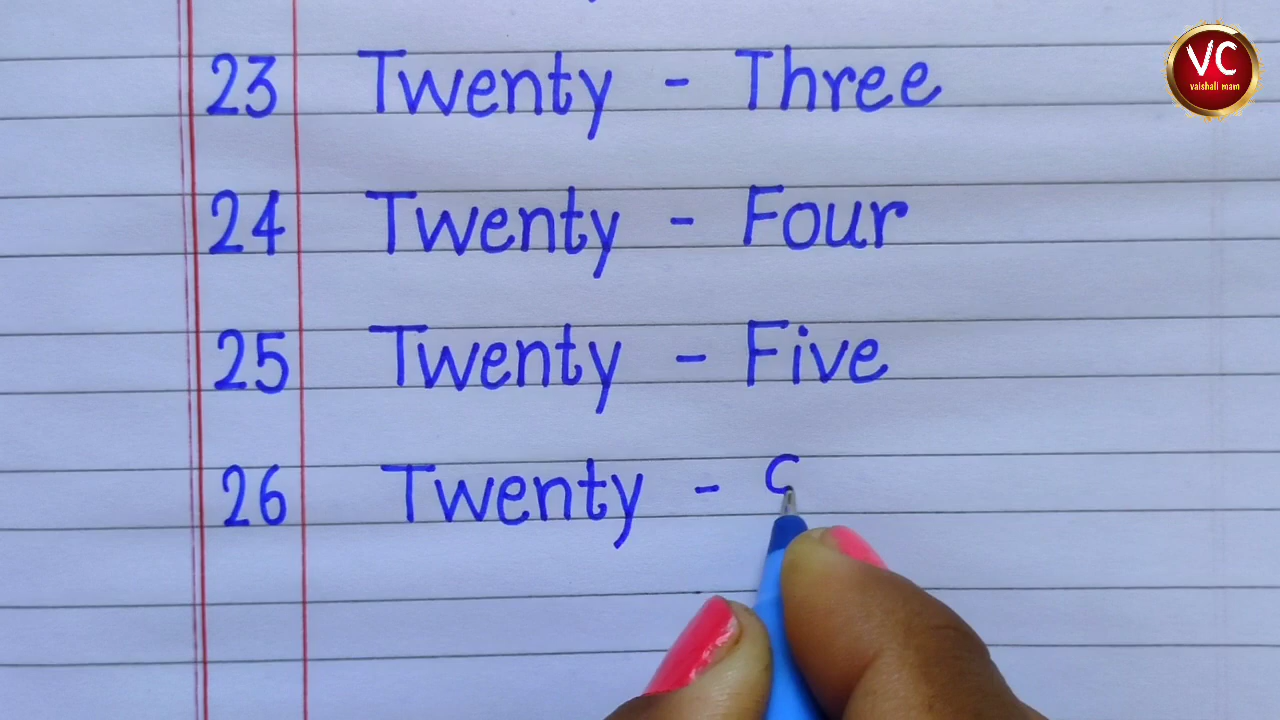 23 Twenty - Three
24 Twenty - Four
25 Twenty - Five
26 Twenty -
VC
vaishali mam